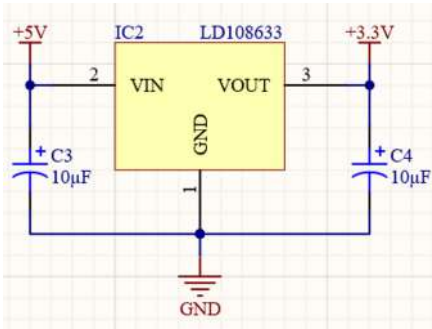 +5V IC2 LD108633 +3.3V
2 VIN VOUT 3
GND
+ C3 + C4
10µF 10µF
1
GND